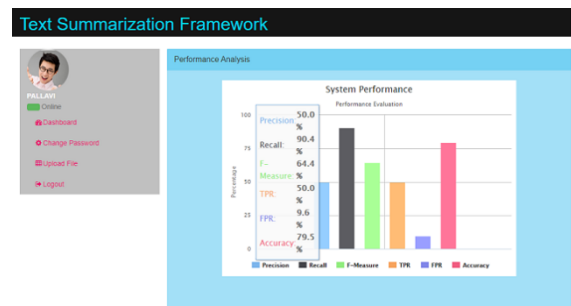 Text Summarization Framework
PALLAVI
Online
Dashboard
Change Password
Upload File
Logout
Performance Analysis
System Performance
Performance Evaluation
Percentage
100
75
50
25
0
Precision: 50.0 %
Recall: 90.4 %
F-Measure: 64.4 %
TPR: 50.0 %
FPR: 9.6 %
Accuracy: 79.5 %
Precision Recall F-Measure TPR FPR Accuracy